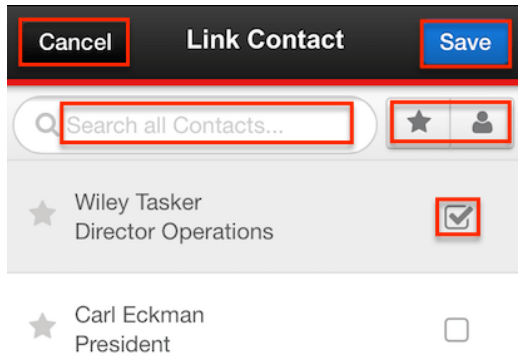 Cancel Link Contact Save
Search all Contacts...
Wiley Tasker
Director Operations
Carl Eckman
President